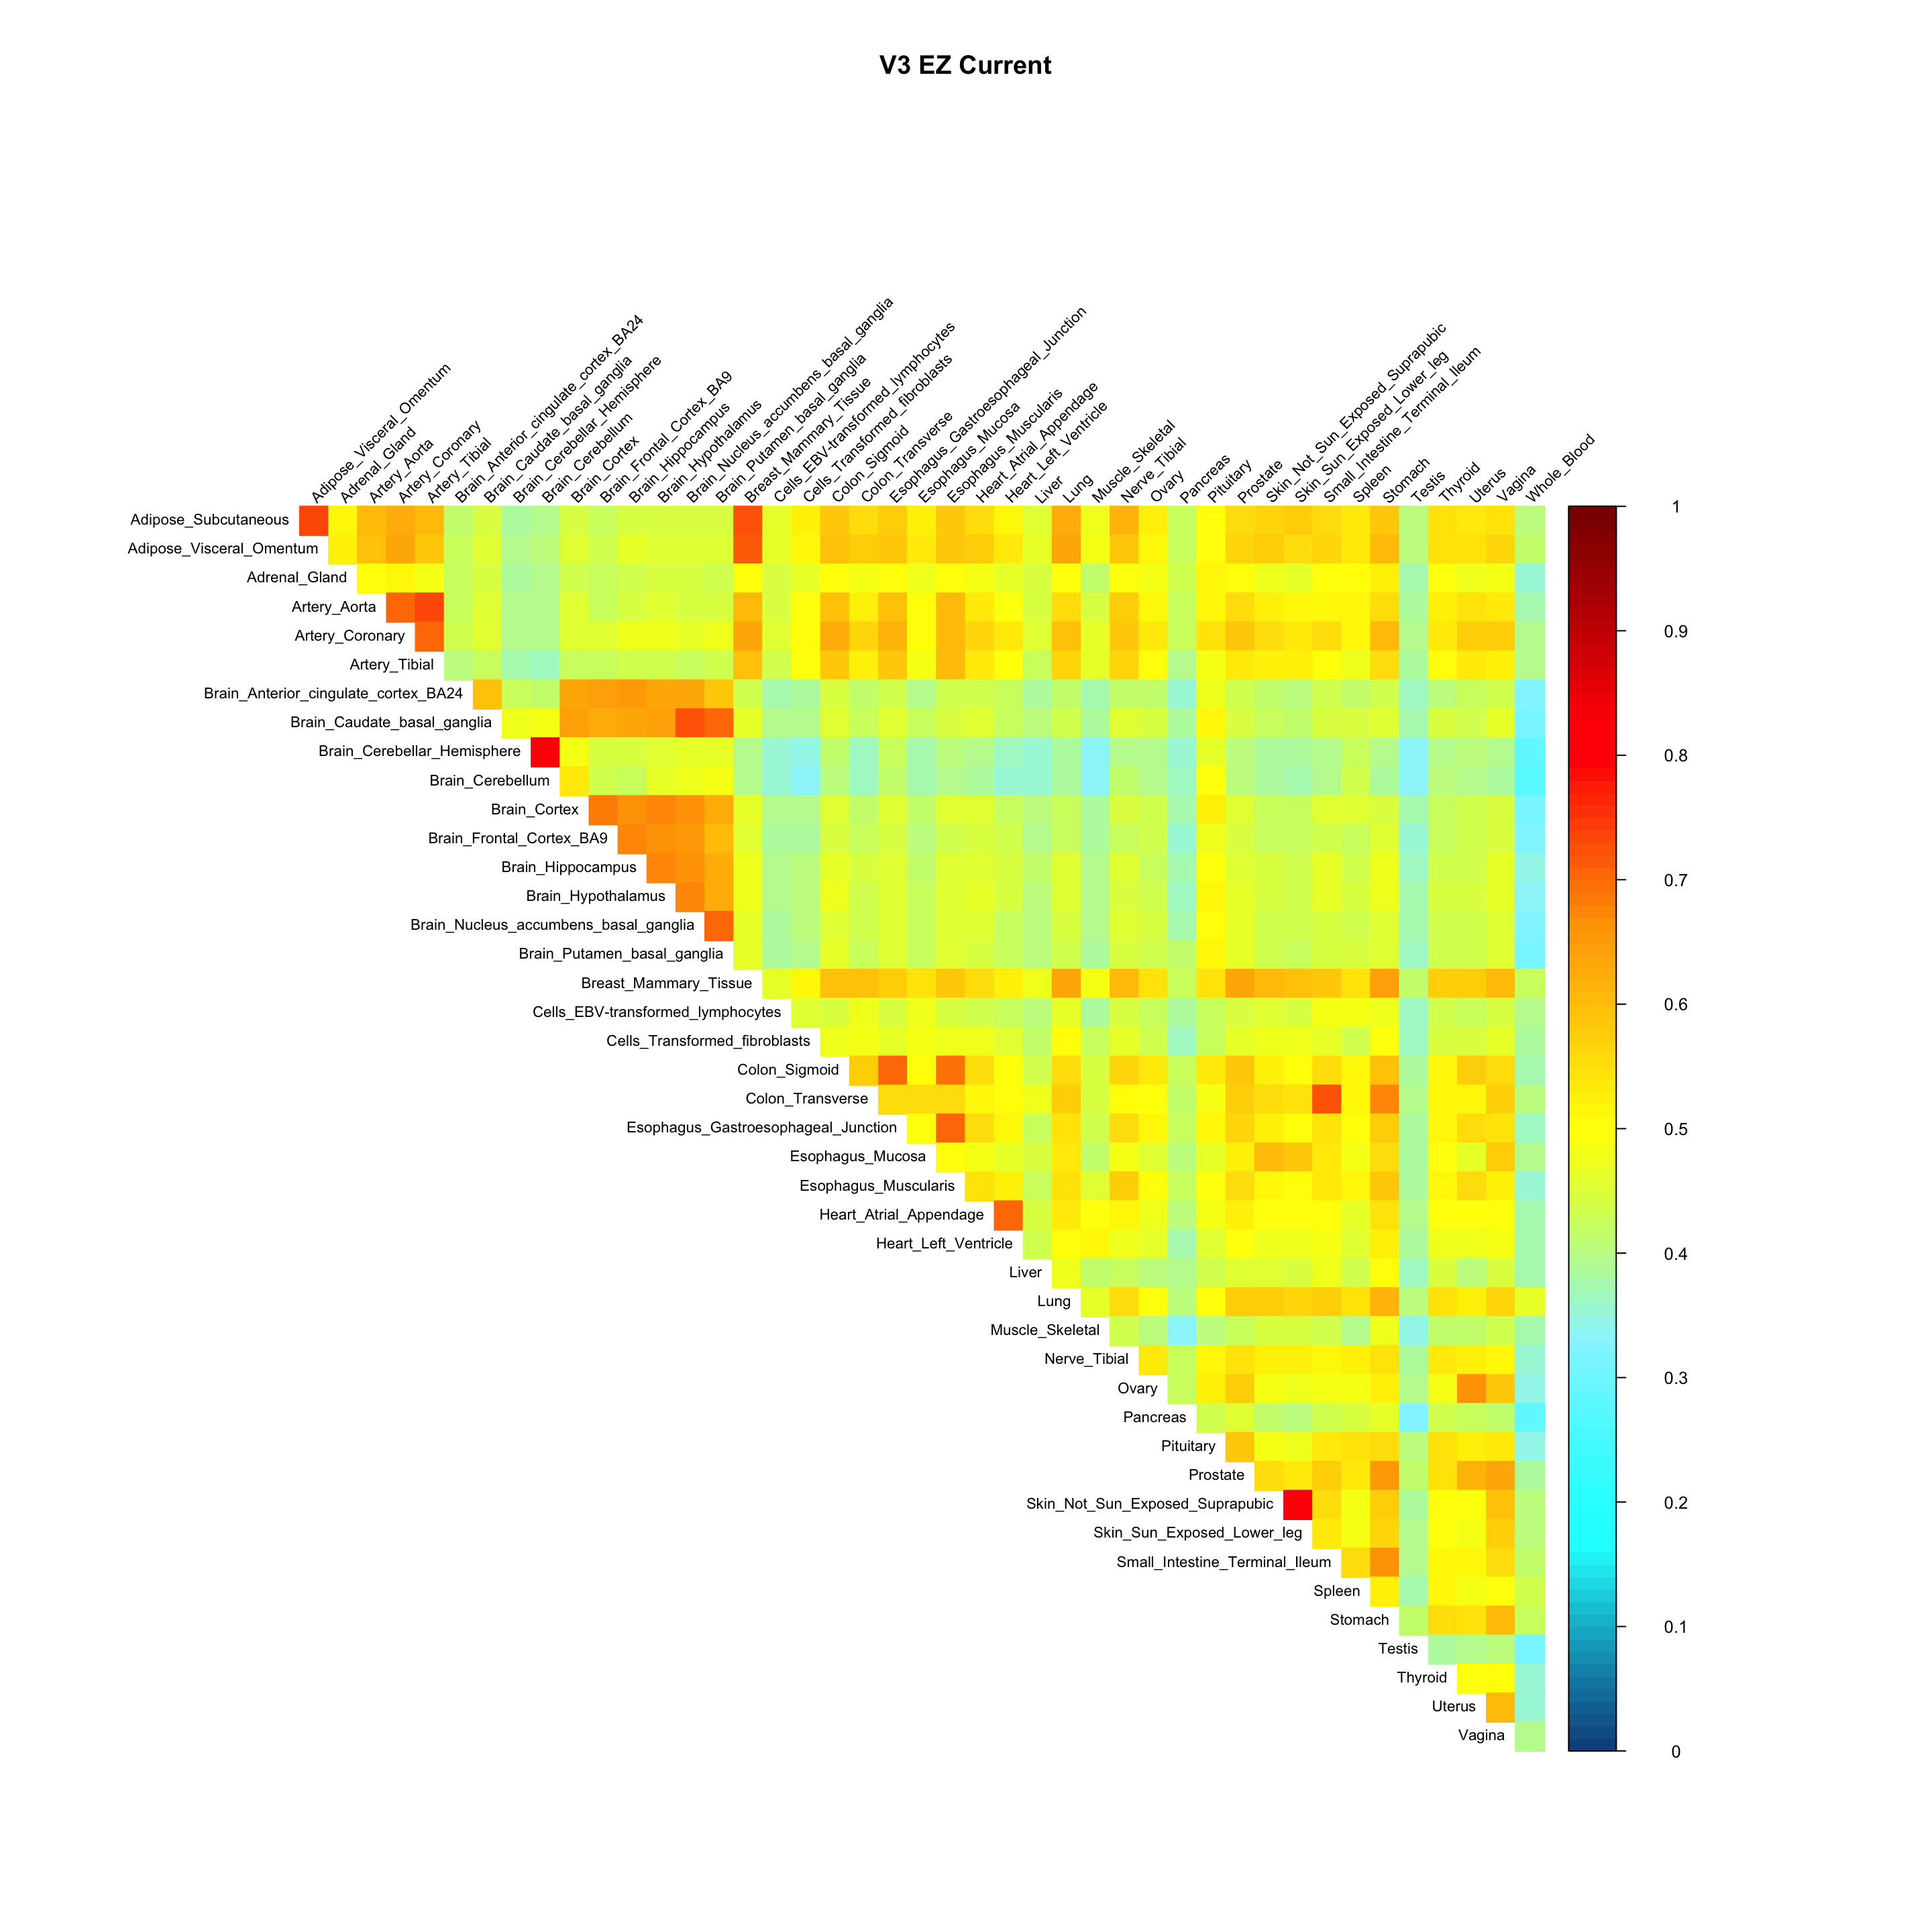 V3 EZ Current
Adipose_Visceral_Omentum
Adrenal_Gland
Artery_Aorta
Artery_Coronary
Artery_Tibial
Brain_Anterior_cingulate_cortex_BA24
Brain_Caudate_basal_ganglia
Brain_Cerebellar_Hemisphere
Brain_Cerebellum
Brain_Cortex
Brain_Frontal_Cortex_BA9
Brain_Hippocampus
Brain_Hypothalamus
Brain_Nucleus_accumbens_basal_ganglia
Brain_Putamen_basal_ganglia
Breast_Mammary_Tissue
Cells_EBV-transformed_lymphocytes
Cells_Transformed_fibroblasts
Colon_Sigmoid
Colon_Transverse
Esophagus_Gastroesophageal_Junction
Esophagus_Mucosa
Esophagus_Muscularis
Heart_Atrial_Appendage
Heart_Left_Ventricle
Liver
Lung
Muscle_Skeletal
Nerve_Tibial
Ovary
Pancreas
Pituitary
Prostate
Skin_Not_Sun_Exposed_Suprapubic
Skin_Sun_Exposed_Lower_leg
Small_Intestine_Terminal_Ileum
Spleen
Stomach
Testis
Thyroid
Uterus
Vagina
Whole_Blood
Adipose_Subcutaneous
Adipose_Visceral_Omentum
Adrenal_Gland
Artery_Aorta
Artery_Coronary
Artery_Tibial
Brain_Anterior_cingulate_cortex_BA24
Brain_Caudate_basal_ganglia
Brain_Cerebellar_Hemisphere
Brain_Cerebellum
Brain_Cortex
Brain_Frontal_Cortex_BA9
Brain_Hippocampus
Brain_Hypothalamus
Brain_Nucleus_accumbens_basal_ganglia
Brain_Putamen_basal_ganglia
Breast_Mammary_Tissue
Cells_EBV-transformed_lymphocytes
Cells_Transformed_fibroblasts
Colon_Sigmoid
Colon_Transverse
Esophagus_Gastroesophageal_Junction
Esophagus_Mucosa
Esophagus_Muscularis
Heart_Atrial_Appendage
Heart_Left_Ventricle
Liver
Lung
Muscle_Skeletal
Nerve_Tibial
Ovary
Pancreas
Pituitary
Prostate
Skin_Not_Sun_Exposed_Suprapubic
Skin_Sun_Exposed_Lower_leg
Small_Intestine_Terminal_Ileum
Spleen
Stomach
Testis
Thyroid
Uterus
Vagina
1
0.9
0.8
0.7
0.6
0.5
0.4
0.3
0.2
0.1
0